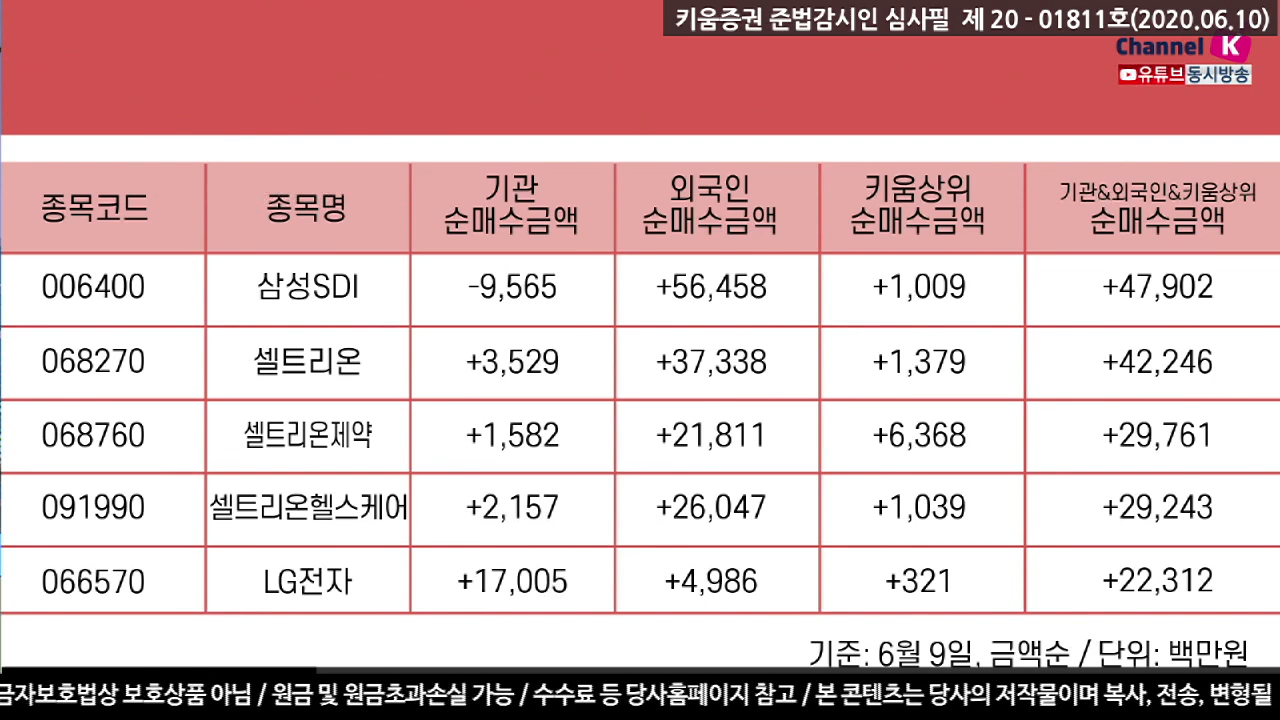 키움증권 준법감시인 심사필 제 20 - 01811호(2020.06.10)
Channel K
유튜브동시방송
종목코드 종목명 기관 순매수금액 외국인 순매수금액 키움상위 순매수금액 기관&외국인&키움상위 순매수금액
006400 삼성SDI -9,565 +56,458 +1,009 +47,902
068270 셀트리온 +3,529 +37,338 +1,379 +42,246
068760 셀트리온제약 +1,582 +21,811 +6,368 +29,761
091990 셀트리온헬스케어 +2,157 +26,047 +1,039 +29,243
066570 LG전자 +17,005 +4,986 +321 +22,312
기준: 6월 9일, 금액순 / 단위: 백만원
금자보호법상 보호상품 아님 / 원금 및 원금초과손실 가능 / 수수료 등 당사홈페이지 참고 / 본 콘텐츠는 당사의 저작물이며 복사, 전송, 변형될